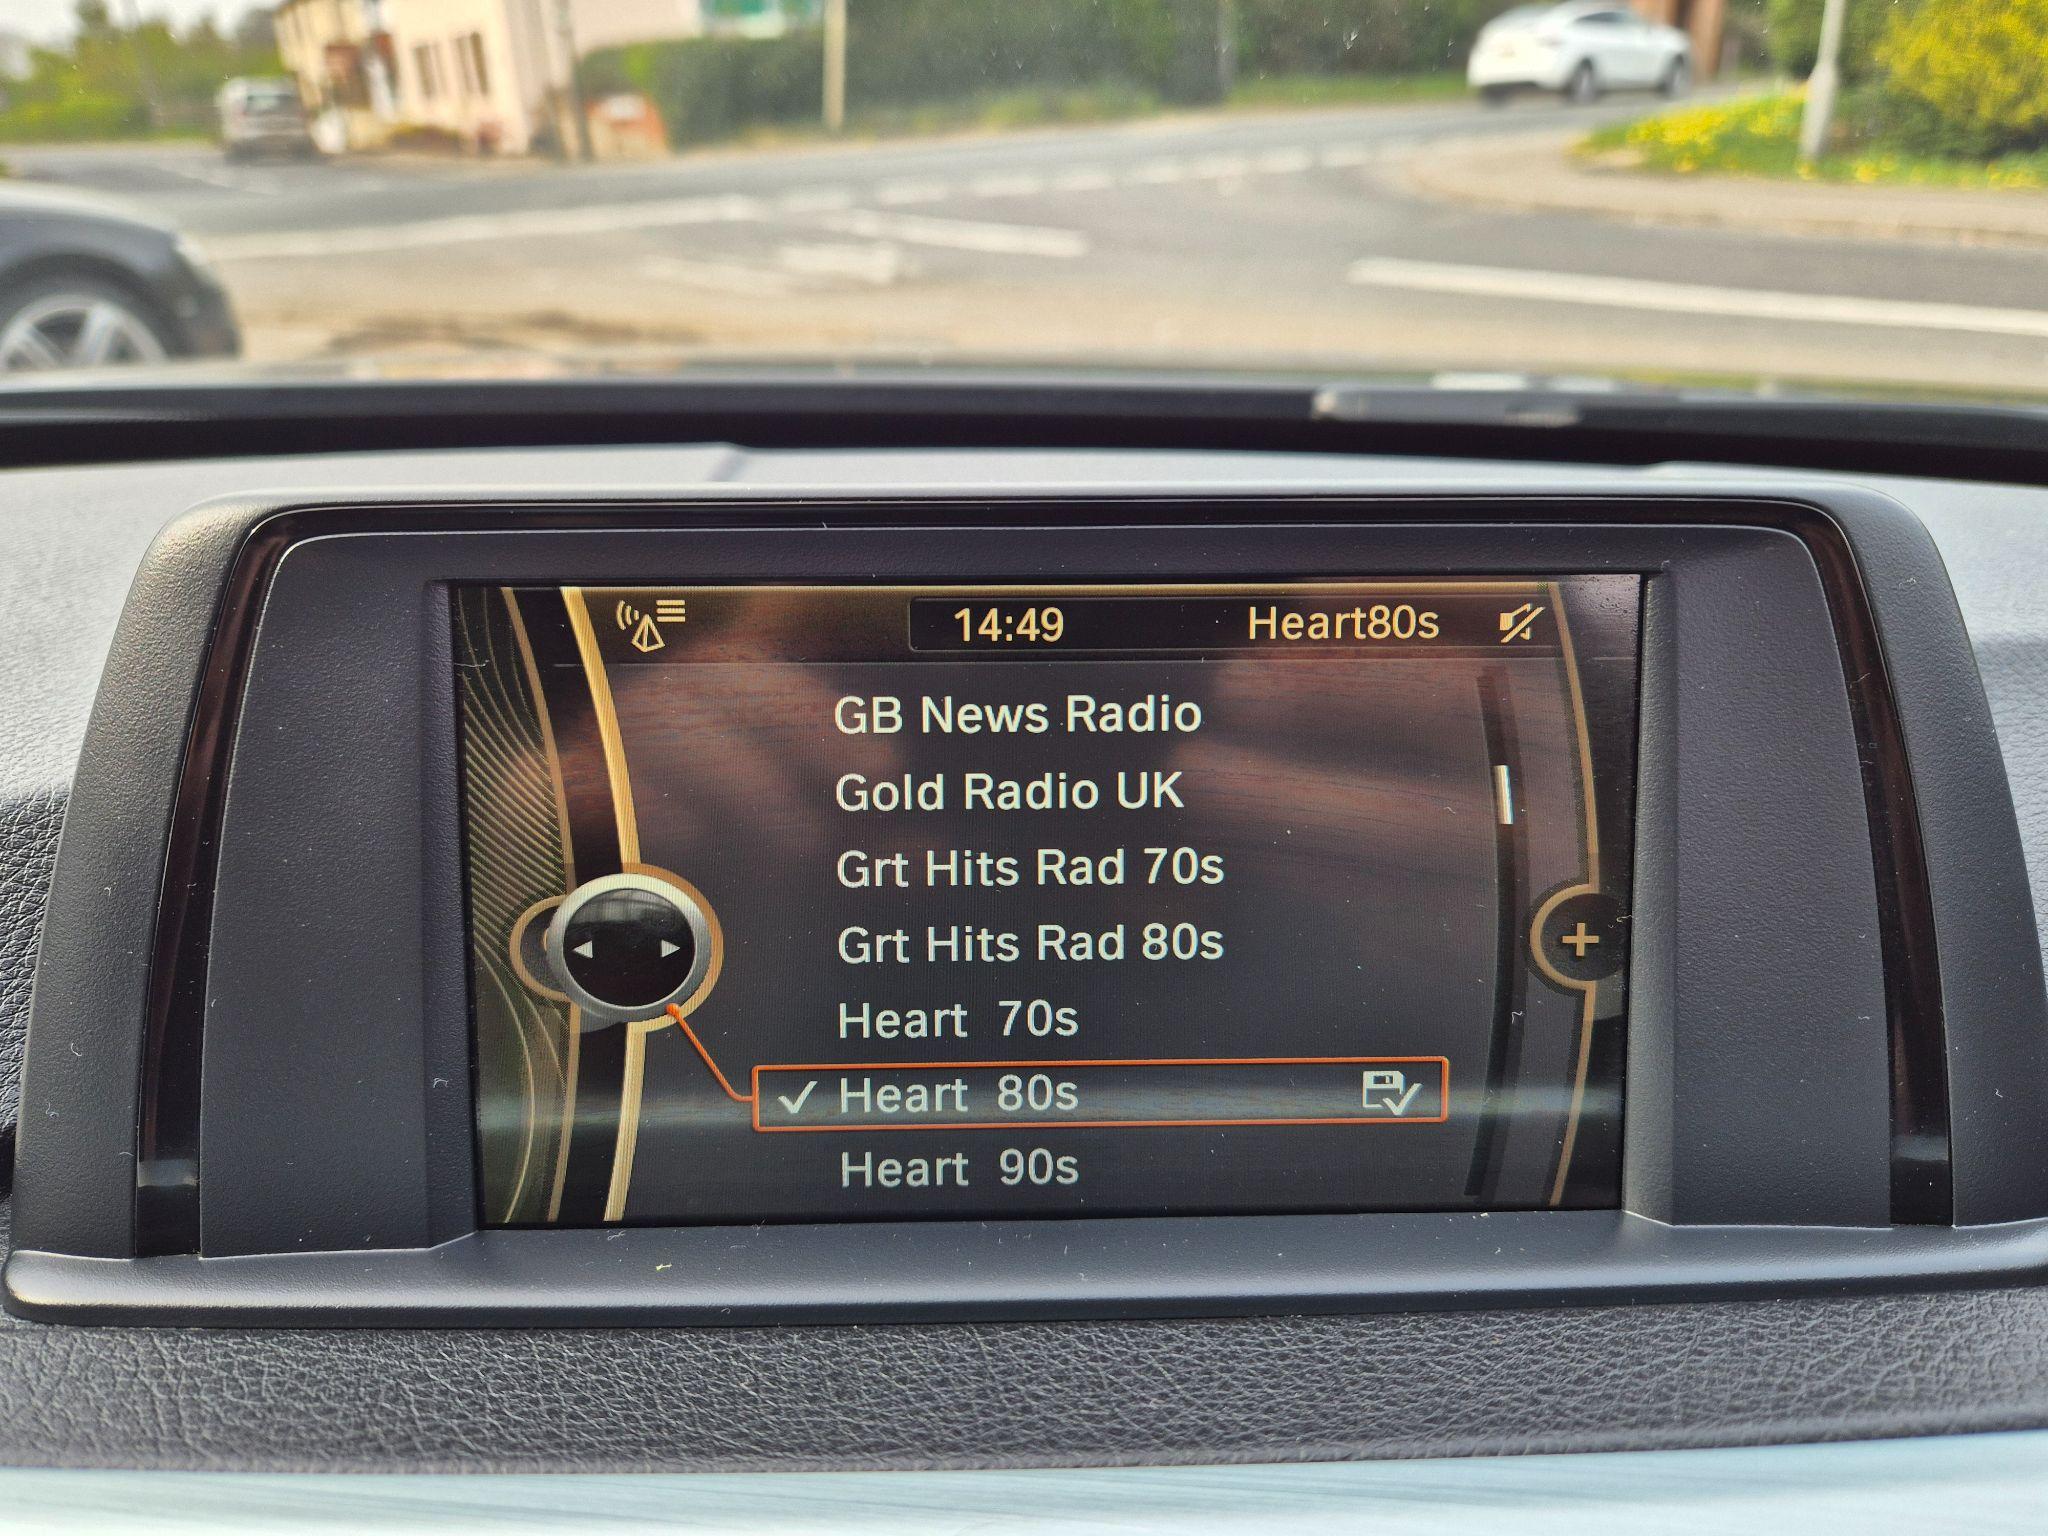 14:49 Heart80s
GB News Radio
Gold Radio UK
Grt Hits Rad 70s
Grt Hits Rad 80s
Heart 70s
Heart 80s
Heart 90s